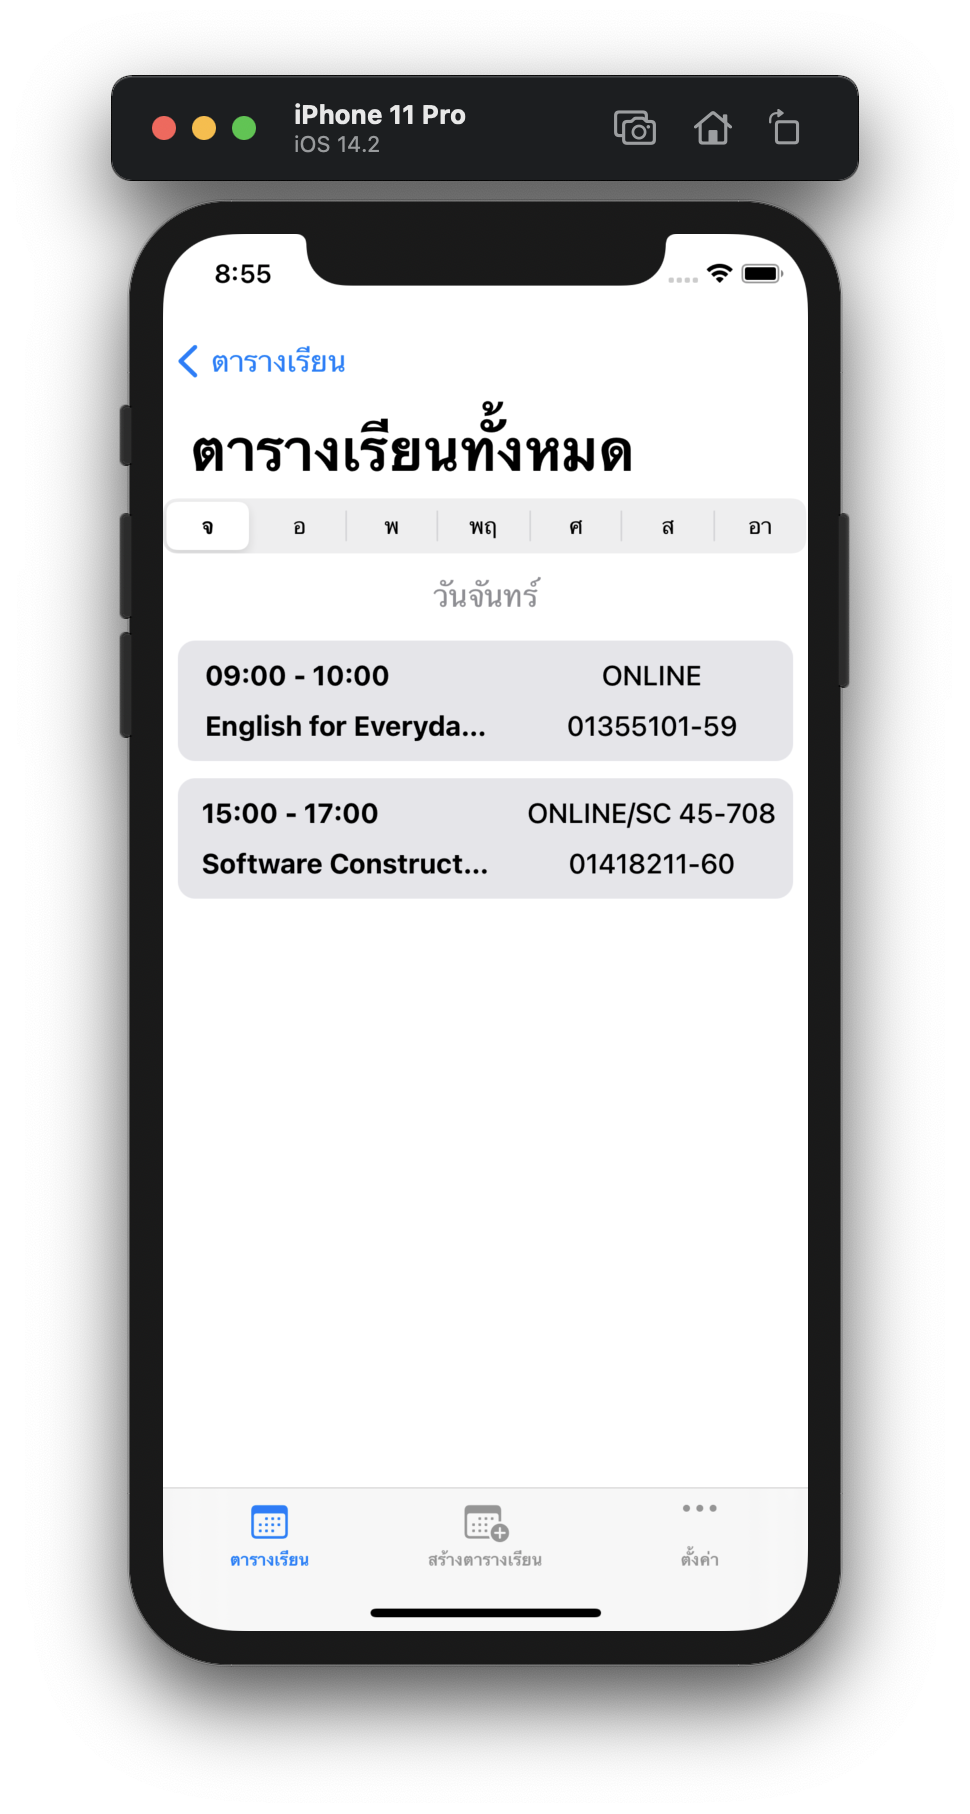 iPhone 11 Pro
iOS 14.2
8:55
ตารางเรียน
ตารางเรียนทั้งหมด
จ อ พ พฤ ศ ส อา
วันจันทร์
09:00 - 10:00 ONLINE
English for Everyda... 01355101-59
15:00 - 17:00 ONLINE/SC 45-708
Software Construct... 01418211-60
ตารางเรียน สร้างตารางเรียน ตั้งค่า